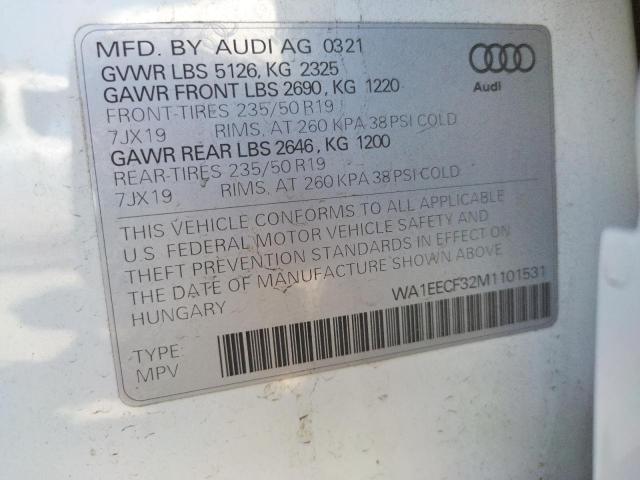 MFD. BY AUDI AG 0321
GVWR LBS 5126, KG 2325
GAWR FRONT LBS 2690, KG 1220
FRONT-TIRES 235/50 R19
7JX19 RIMS, AT 260 KPA 38 PSI COLD
GAWR REAR LBS 2646, KG 1200
REAR-TIRES 235/50 R19
7JX19 RIMS, AT 260 KPA 38 PSI COLD
Audi
THIS VEHICLE CONFORMS TO ALL APPLICABLE
U.S. FEDERAL MOTOR VEHICLE SAFETY AND
THEFT PREVENTION STANDARDS IN EFFECT ON
THE DATE OF MANUFACTURE SHOWN ABOVE
HUNGARY
WA1EECF32M1101531
TYPE:
MPV